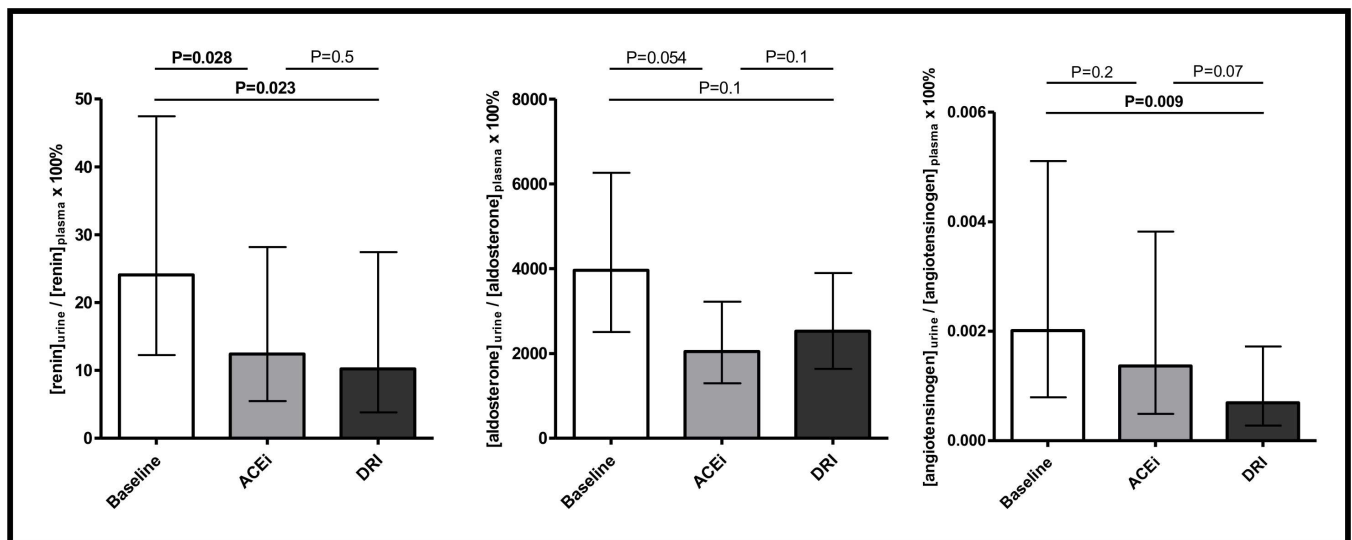 P=0.028
P=0.5
P=0.023
50
40
30
20
10
0
[renin]urine / [renin]plasma x 100%
Baseline
ACEi
DRI
P=0.054
P=0.1
P=0.1
8000
6000
4000
2000
0
[aldosterone]urine / [aldosterone]plasma x 100%
Baseline
ACEi
DRI
P=0.2
P=0.07
P=0.009
0.006
0.004
0.002
0.000
[angiotensinogen]urine / [angiotensinogen]plasma x 100%
Baseline
ACEi
DRI